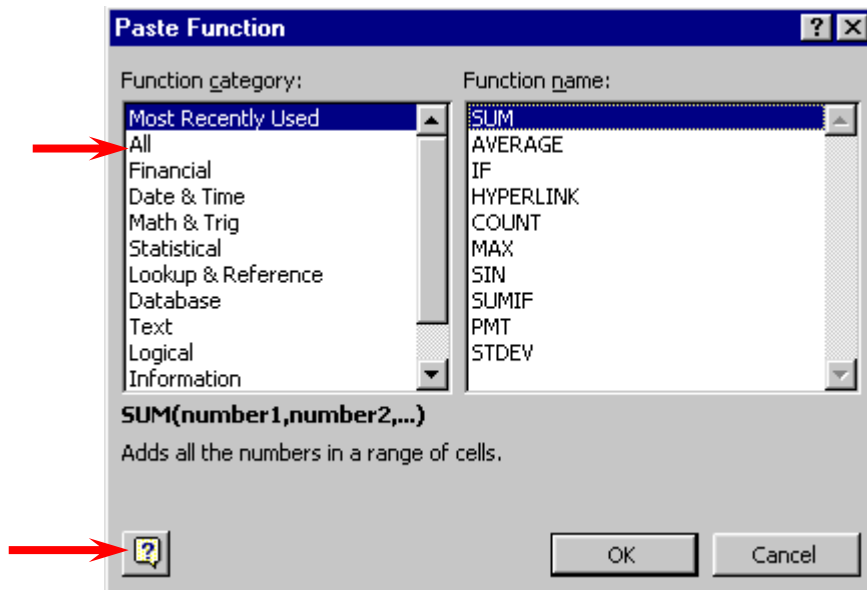 Paste Function
Function category:
Function name:
Most Recently Used
All
Financial
Date & Time
Math & Trig
Statistical
Lookup & Reference
Database
Text
Logical
Information
SUM
AVERAGE
IF
HYPERLINK
COUNT
MAX
SIN
SUMIF
PMT
STDEV
SUM(number1,number2,...)
Adds all the numbers in a range of cells.
OK
Cancel